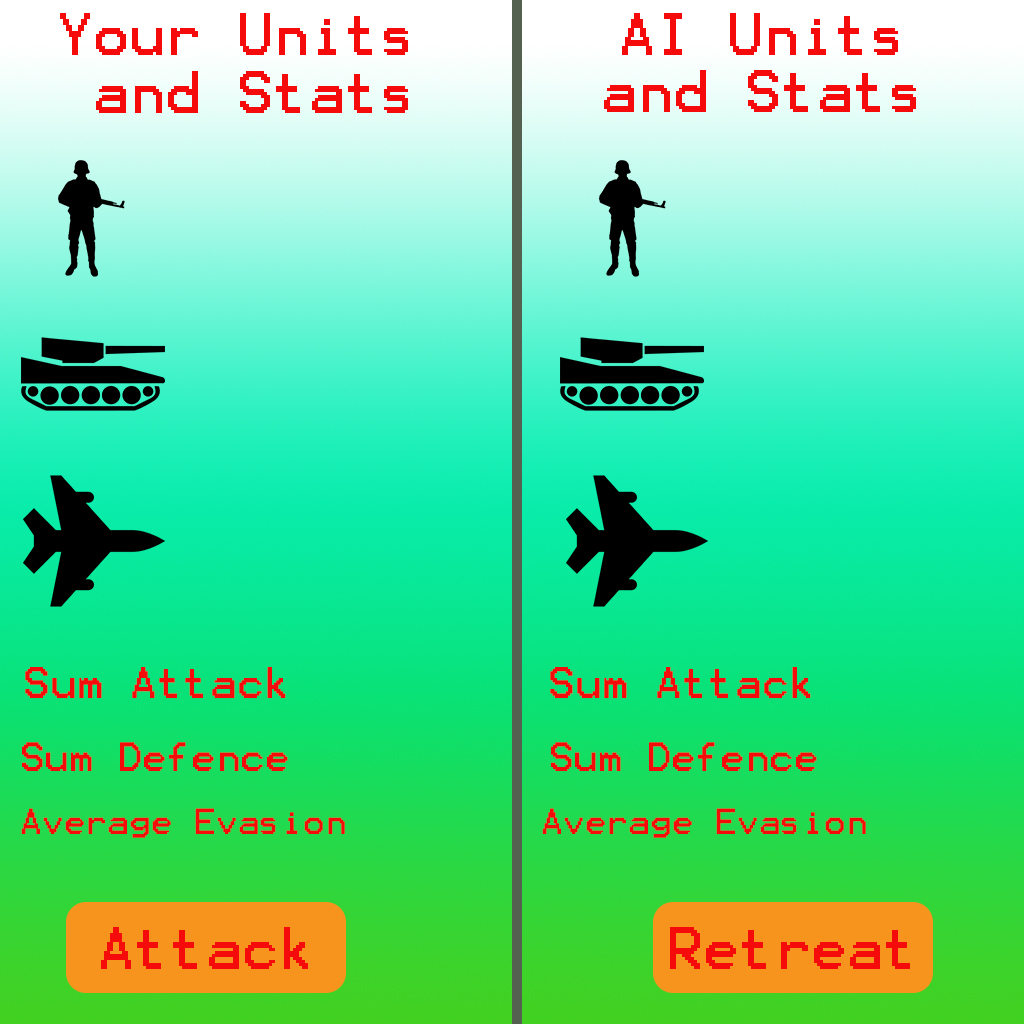 Your Units
and Stats
Sum Attack
Sum Defence
Average Evasion
Attack
AI Units
and Stats
Sum Attack
Sum Defence
Average Evasion
Retreat